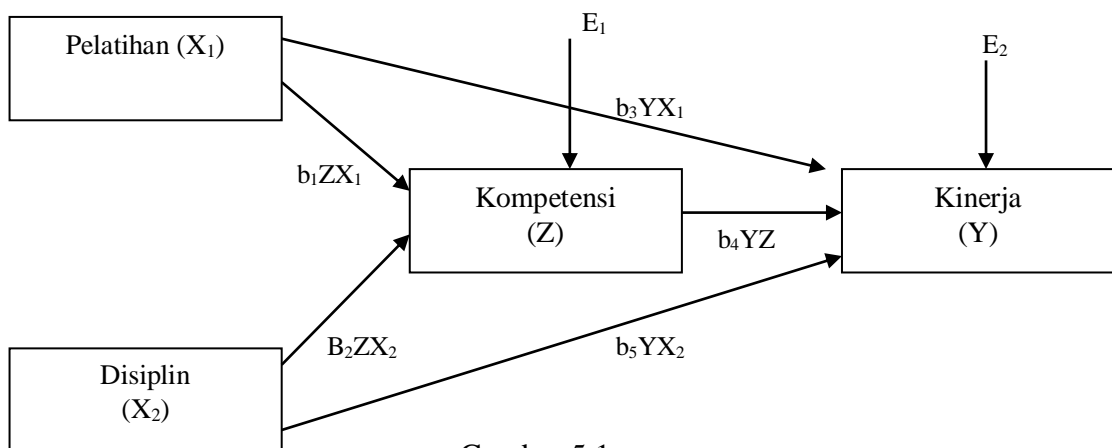 E₁
Pelatihan (X₁)
E₂
b₃YX₁
b₁ZX₁
Kompetensi
(Z)
Kinerja
(Y)
b₄YZ
B₂ZX₂
b₅YX₂
Disiplin
(X₂)